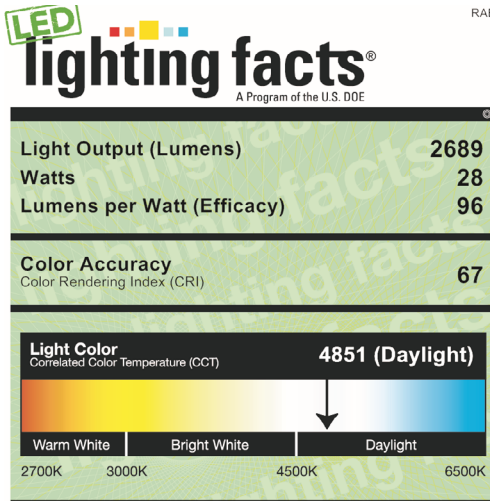 LED
RAB
lighting facts®
A Program of the U.S. DOE
Light Output (Lumens) 2689
Watts 28
Lumens per Watt (Efficacy) 96
Color Accuracy
Color Rendering Index (CRI) 67
Light Color
Correlated Color Temperature (CCT) 4851 (Daylight)
Warm White Bright White Daylight
2700K 3000K 4500K 6500K